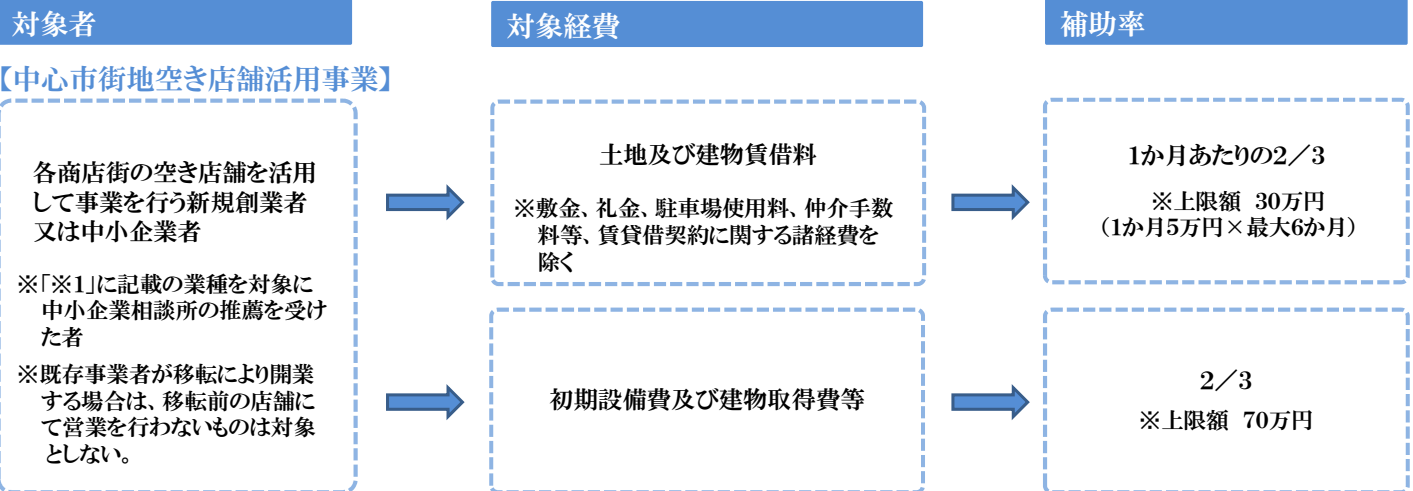 対象者
対象経費
補助率
【中心市街地空き店舗活用事業】
各商店街の空き店舗を活用
して事業を行う新規創業者
又は中小企業者
※「※1」に記載の業種を対象に
中小企業相談所の推薦を受け
た者
※既存事業者が移転により開業
する場合は、移転前の店舗に
て営業を行わないものは対象
としない。
土地及び建物賃借料
※敷金、礼金、駐車場使用料、仲介手数
料等、賃貸借契約に関する諸経費を
除く
1か月あたりの2／3
※上限額 30万円
（1か月5万円×最大6か月）
初期設備費及び建物取得費等
2／3
※上限額 70万円